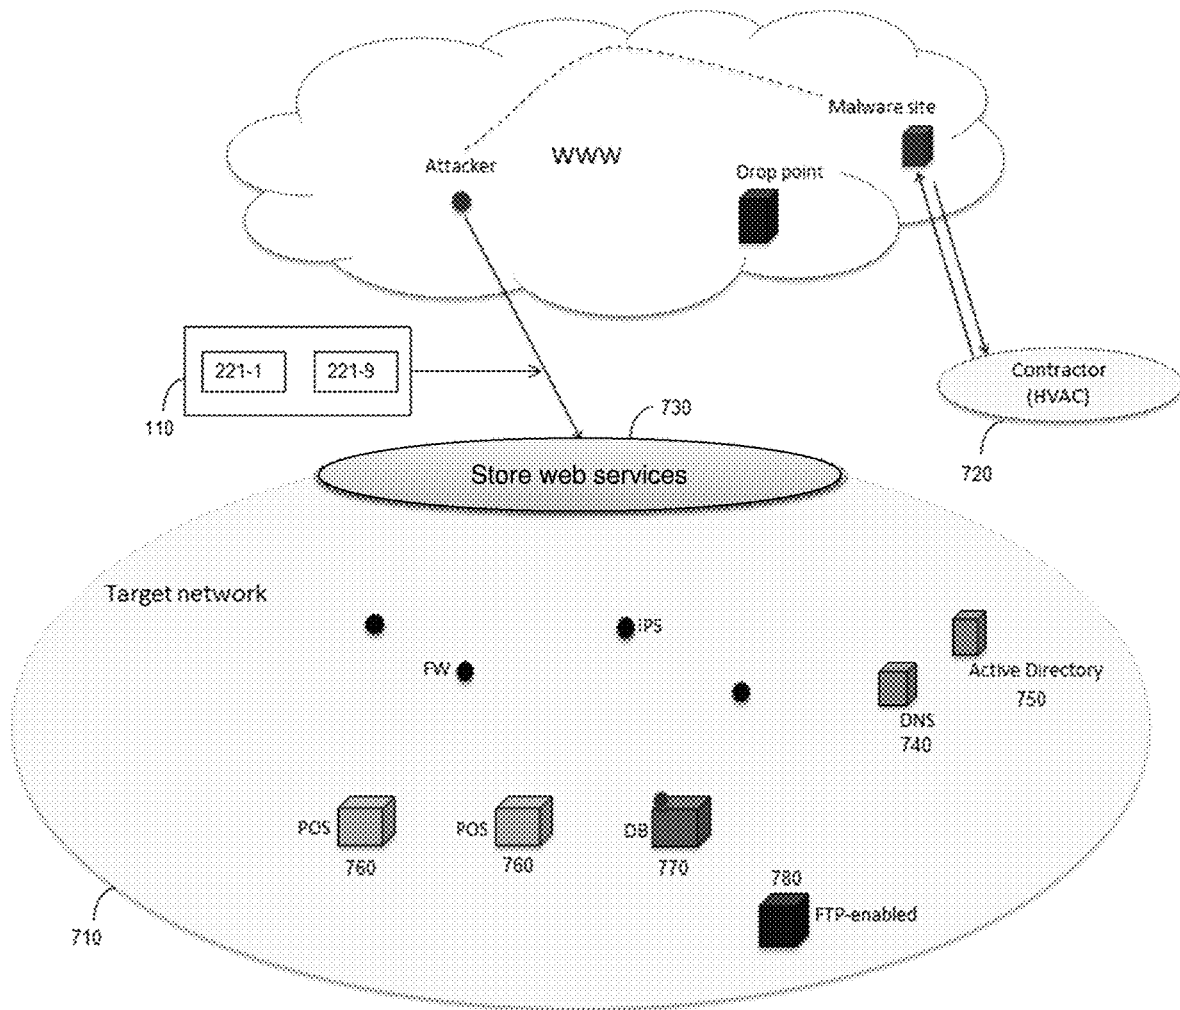 Malware site
Attacker
WWW
Drop point
221-1
221-9
110
Contractor
(HVAC)
720
730
Store web services
Target network
IPS
FW
Active Directory
750
DNS
740
POS
760
POS
760
DB
770
780
FTP-enabled
710